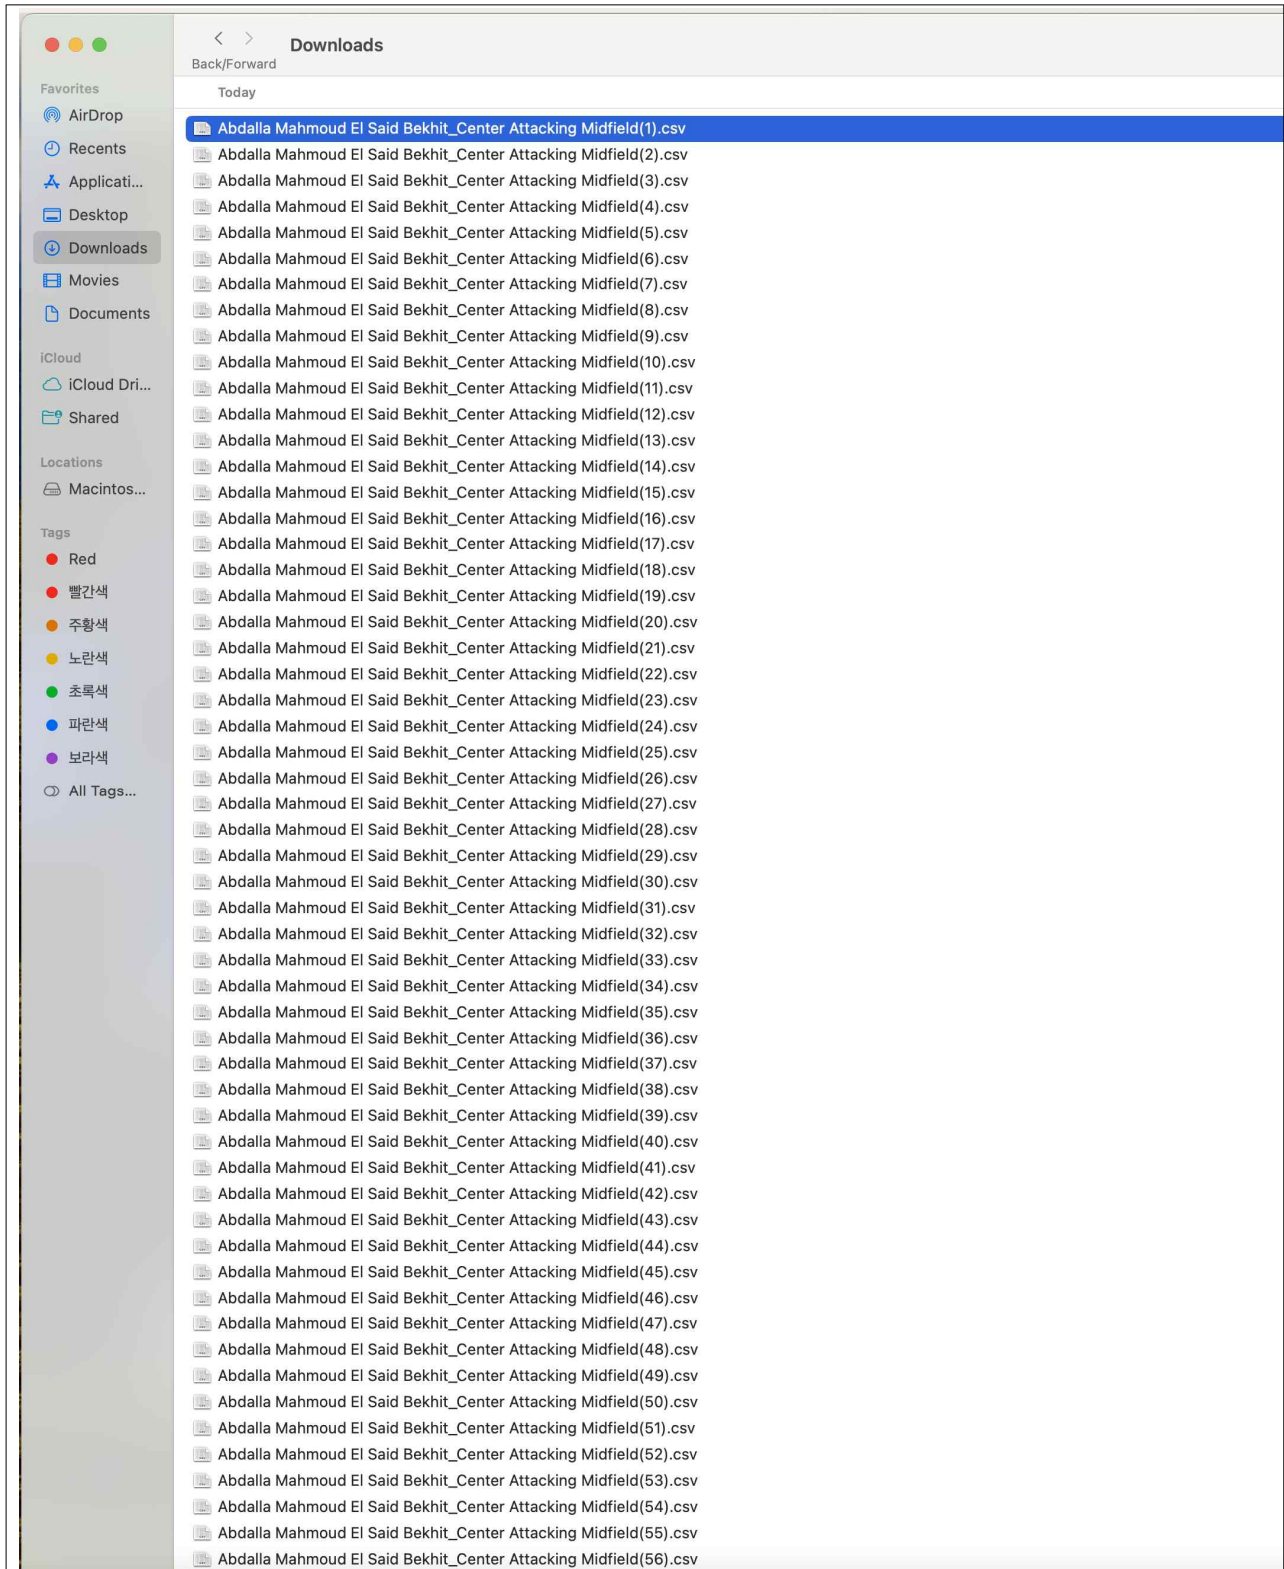 Downloads
Back/Forward
Favorites
AirDrop
Recents
Applicati...
Desktop
Downloads
Movies
Documents
iCloud
iCloud Dri...
Shared
Locations
Macintos...
Tags
Red
빨간색
주황색
노란색
초록색
파란색
보라색
All Tags...
Today
Abdalla Mahmoud El Said Bekhit_Center Attacking Midfield(1).csv
Abdalla Mahmoud El Said Bekhit_Center Attacking Midfield(2).csv
Abdalla Mahmoud El Said Bekhit_Center Attacking Midfield(3).csv
Abdalla Mahmoud El Said Bekhit_Center Attacking Midfield(4).csv
Abdalla Mahmoud El Said Bekhit_Center Attacking Midfield(5).csv
Abdalla Mahmoud El Said Bekhit_Center Attacking Midfield(6).csv
Abdalla Mahmoud El Said Bekhit_Center Attacking Midfield(7).csv
Abdalla Mahmoud El Said Bekhit_Center Attacking Midfield(8).csv
Abdalla Mahmoud El Said Bekhit_Center Attacking Midfield(9).csv
Abdalla Mahmoud El Said Bekhit_Center Attacking Midfield(10).csv
Abdalla Mahmoud El Said Bekhit_Center Attacking Midfield(11).csv
Abdalla Mahmoud El Said Bekhit_Center Attacking Midfield(12).csv
Abdalla Mahmoud El Said Bekhit_Center Attacking Midfield(13).csv
Abdalla Mahmoud El Said Bekhit_Center Attacking Midfield(14).csv
Abdalla Mahmoud El Said Bekhit_Center Attacking Midfield(15).csv
Abdalla Mahmoud El Said Bekhit_Center Attacking Midfield(16).csv
Abdalla Mahmoud El Said Bekhit_Center Attacking Midfield(17).csv
Abdalla Mahmoud El Said Bekhit_Center Attacking Midfield(18).csv
Abdalla Mahmoud El Said Bekhit_Center Attacking Midfield(19).csv
Abdalla Mahmoud El Said Bekhit_Center Attacking Midfield(20).csv
Abdalla Mahmoud El Said Bekhit_Center Attacking Midfield(21).csv
Abdalla Mahmoud El Said Bekhit_Center Attacking Midfield(22).csv
Abdalla Mahmoud El Said Bekhit_Center Attacking Midfield(23).csv
Abdalla Mahmoud El Said Bekhit_Center Attacking Midfield(24).csv
Abdalla Mahmoud El Said Bekhit_Center Attacking Midfield(25).csv
Abdalla Mahmoud El Said Bekhit_Center Attacking Midfield(26).csv
Abdalla Mahmoud El Said Bekhit_Center Attacking Midfield(27).csv
Abdalla Mahmoud El Said Bekhit_Center Attacking Midfield(28).csv
Abdalla Mahmoud El Said Bekhit_Center Attacking Midfield(29).csv
Abdalla Mahmoud El Said Bekhit_Center Attacking Midfield(30).csv
Abdalla Mahmoud El Said Bekhit_Center Attacking Midfield(31).csv
Abdalla Mahmoud El Said Bekhit_Center Attacking Midfield(32).csv
Abdalla Mahmoud El Said Bekhit_Center Attacking Midfield(33).csv
Abdalla Mahmoud El Said Bekhit_Center Attacking Midfield(34).csv
Abdalla Mahmoud El Said Bekhit_Center Attacking Midfield(35).csv
Abdalla Mahmoud El Said Bekhit_Center Attacking Midfield(36).csv
Abdalla Mahmoud El Said Bekhit_Center Attacking Midfield(37).csv
Abdalla Mahmoud El Said Bekhit_Center Attacking Midfield(38).csv
Abdalla Mahmoud El Said Bekhit_Center Attacking Midfield(39).csv
Abdalla Mahmoud El Said Bekhit_Center Attacking Midfield(40).csv
Abdalla Mahmoud El Said Bekhit_Center Attacking Midfield(41).csv
Abdalla Mahmoud El Said Bekhit_Center Attacking Midfield(42).csv
Abdalla Mahmoud El Said Bekhit_Center Attacking Midfield(43).csv
Abdalla Mahmoud El Said Bekhit_Center Attacking Midfield(44).csv
Abdalla Mahmoud El Said Bekhit_Center Attacking Midfield(45).csv
Abdalla Mahmoud El Said Bekhit_Center Attacking Midfield(46).csv
Abdalla Mahmoud El Said Bekhit_Center Attacking Midfield(47).csv
Abdalla Mahmoud El Said Bekhit_Center Attacking Midfield(48).csv
Abdalla Mahmoud El Said Bekhit_Center Attacking Midfield(49).csv
Abdalla Mahmoud El Said Bekhit_Center Attacking Midfield(50).csv
Abdalla Mahmoud El Said Bekhit_Center Attacking Midfield(51).csv
Abdalla Mahmoud El Said Bekhit_Center Attacking Midfield(52).csv
Abdalla Mahmoud El Said Bekhit_Center Attacking Midfield(53).csv
Abdalla Mahmoud El Said Bekhit_Center Attacking Midfield(54).csv
Abdalla Mahmoud El Said Bekhit_Center Attacking Midfield(55).csv
Abdalla Mahmoud El Said Bekhit_Center Attacking Midfield(56).csv